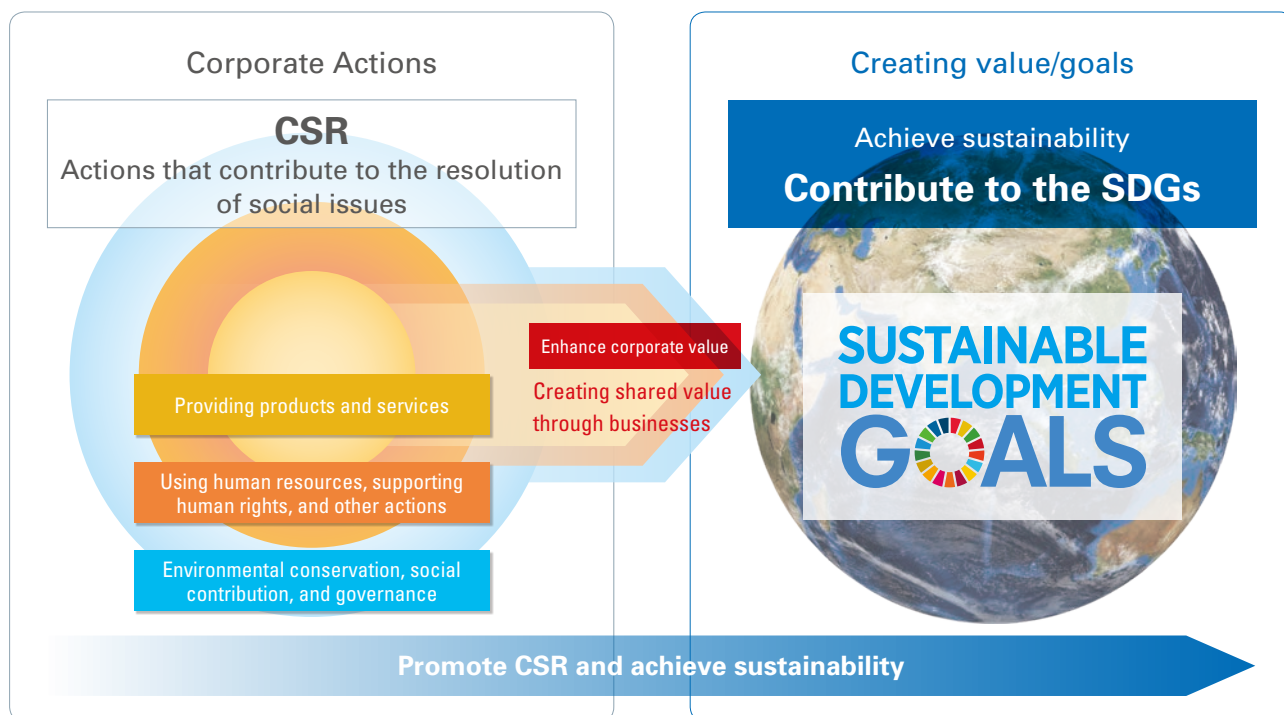 Corporate Actions
CSR
Actions that contribute to the resolution
of social issues
Providing products and services
Using human resources, supporting
human rights, and other actions
Environmental conservation, social
contribution, and governance
Enhance corporate value
Creating shared value
through businesses
Creating value/goals
Achieve sustainability
Contribute to the SDGs
SUSTAINABLE
DEVELOPMENT
GOALS
Promote CSR and achieve sustainability